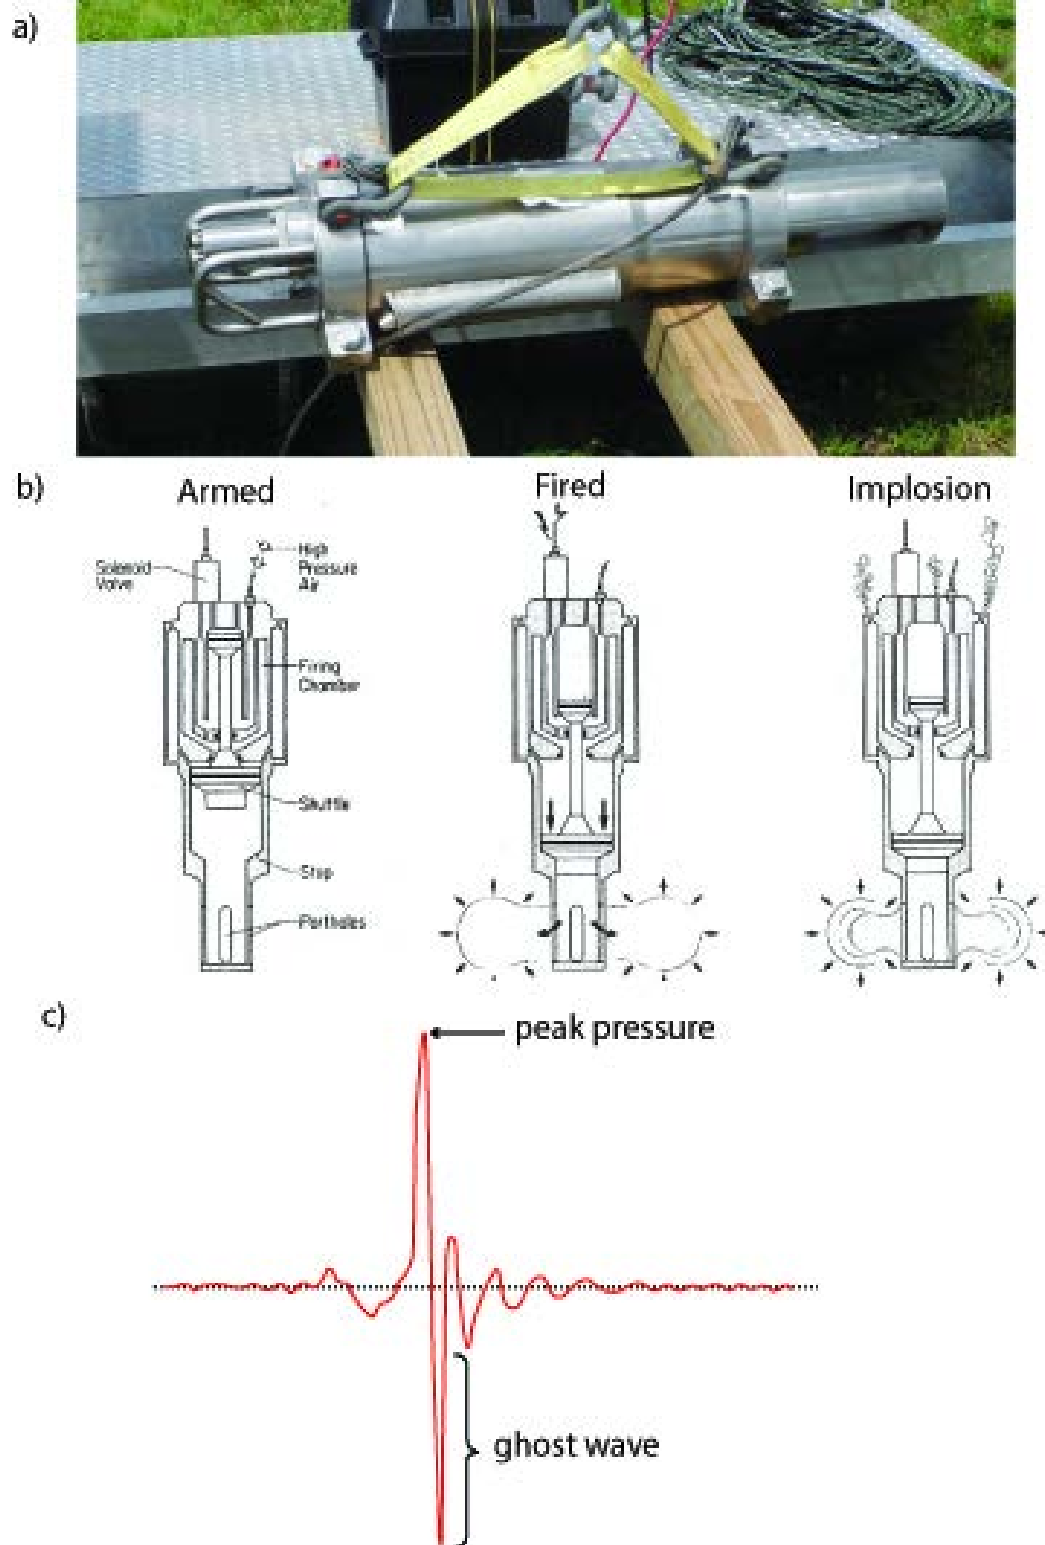 a)
b)
Armed
Fired
Implosion
Solenoid
Valve
High
Pressure
Air
Firing
Chamber
Shuttle
Stop
Portholes
c)
peak pressure
ghost wave